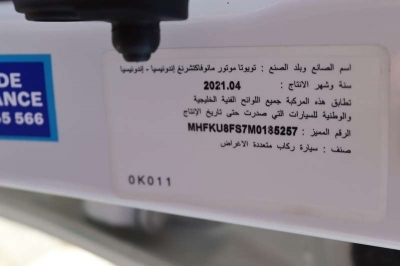 اسم الصانع وبلد الصنع : تويوتا موتور مانوفاكتشرنغ إندونيسيا - إندونيسيا
سنة وشهر الانتاج : 2021.04
تطابق هذه المركبة جميع اللوائح الفنية الخليجية
والوطنية للسيارات التي صدرت حتى تاريخ الإنتاج
الرقم المميز : MHFKU8FS7M0185257
صنف : سيارة ركاب متعددة الاغراض
0K011
DE
ANCE
5 566